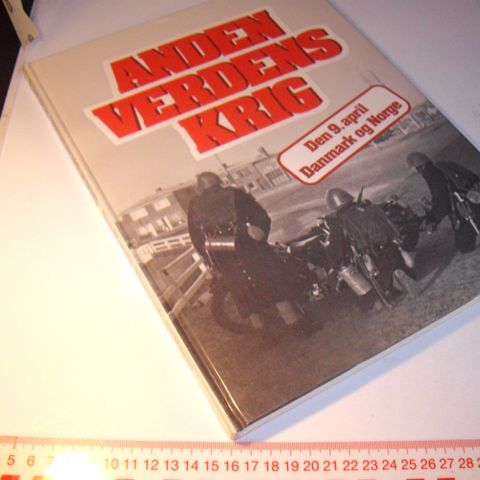 ANDEN
VERDENS
KRIG
Den 9. april
Danmark og Norge
5 6 7 8 9 10 11 12 13 14 15 16 17 18 19 20 21 22 23 24 25 26 27 28